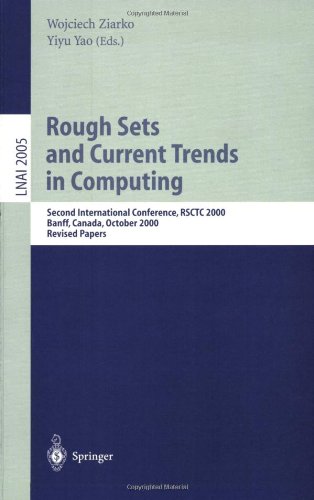 Wojciech Ziarko
Yiyu Yao (Eds.)
LNAI 2005
Rough Sets
and Current Trends
in Computing
Second International Conference, RSCTC 2000
Banff, Canada, October 2000
Revised Papers
Springer